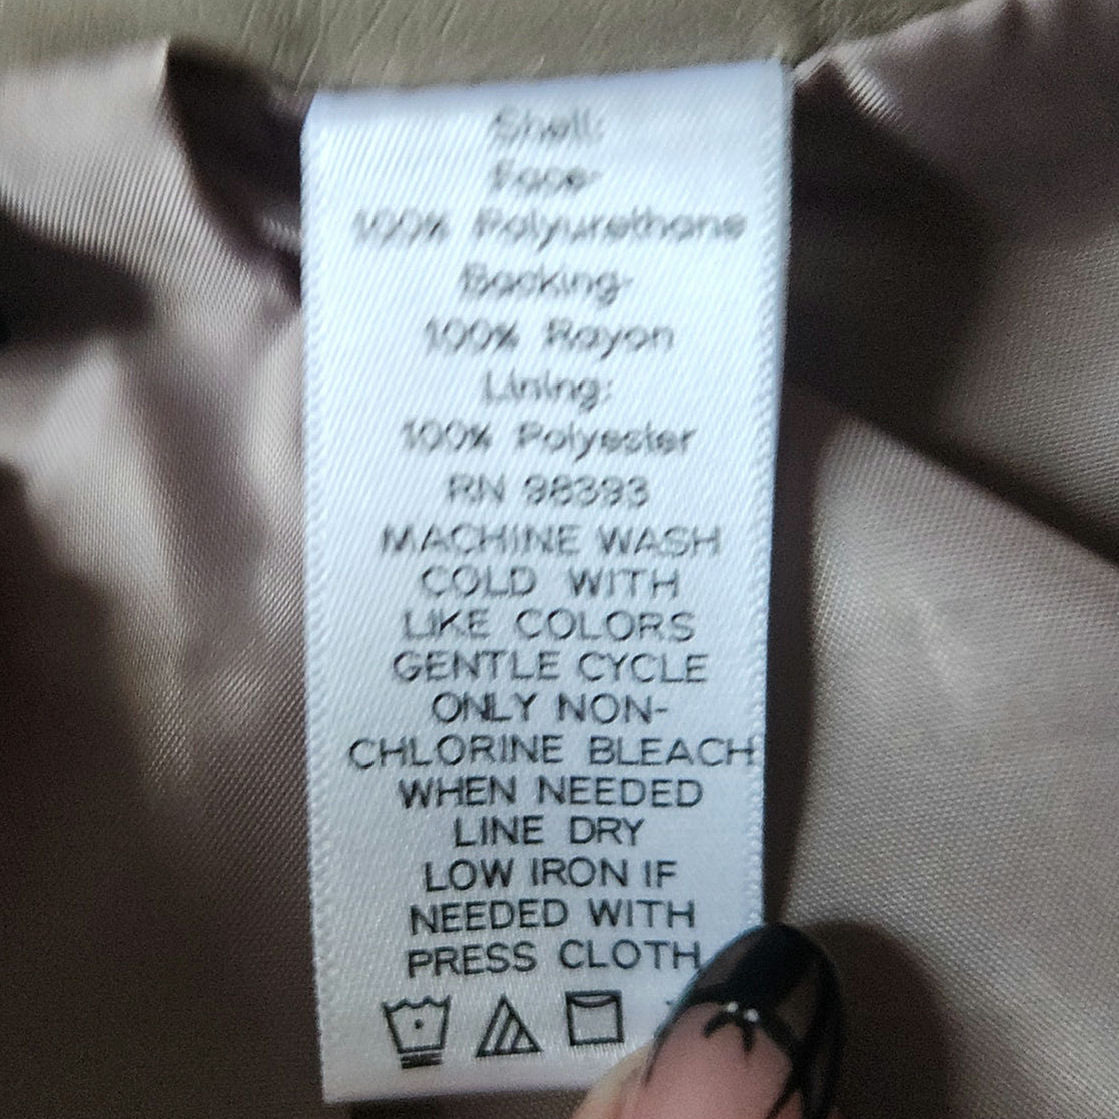 Shell:
Face-
100% Polyurethane
Backing-
100% Rayon
Lining:
100% Polyester
RN 98393
MACHINE WASH
COLD WITH
LIKE COLORS
GENTLE CYCLE
ONLY NON-
CHLORINE BLEACH
WHEN NEEDED
LINE DRY
LOW IRON IF
NEEDED WITH
PRESS CLOTH